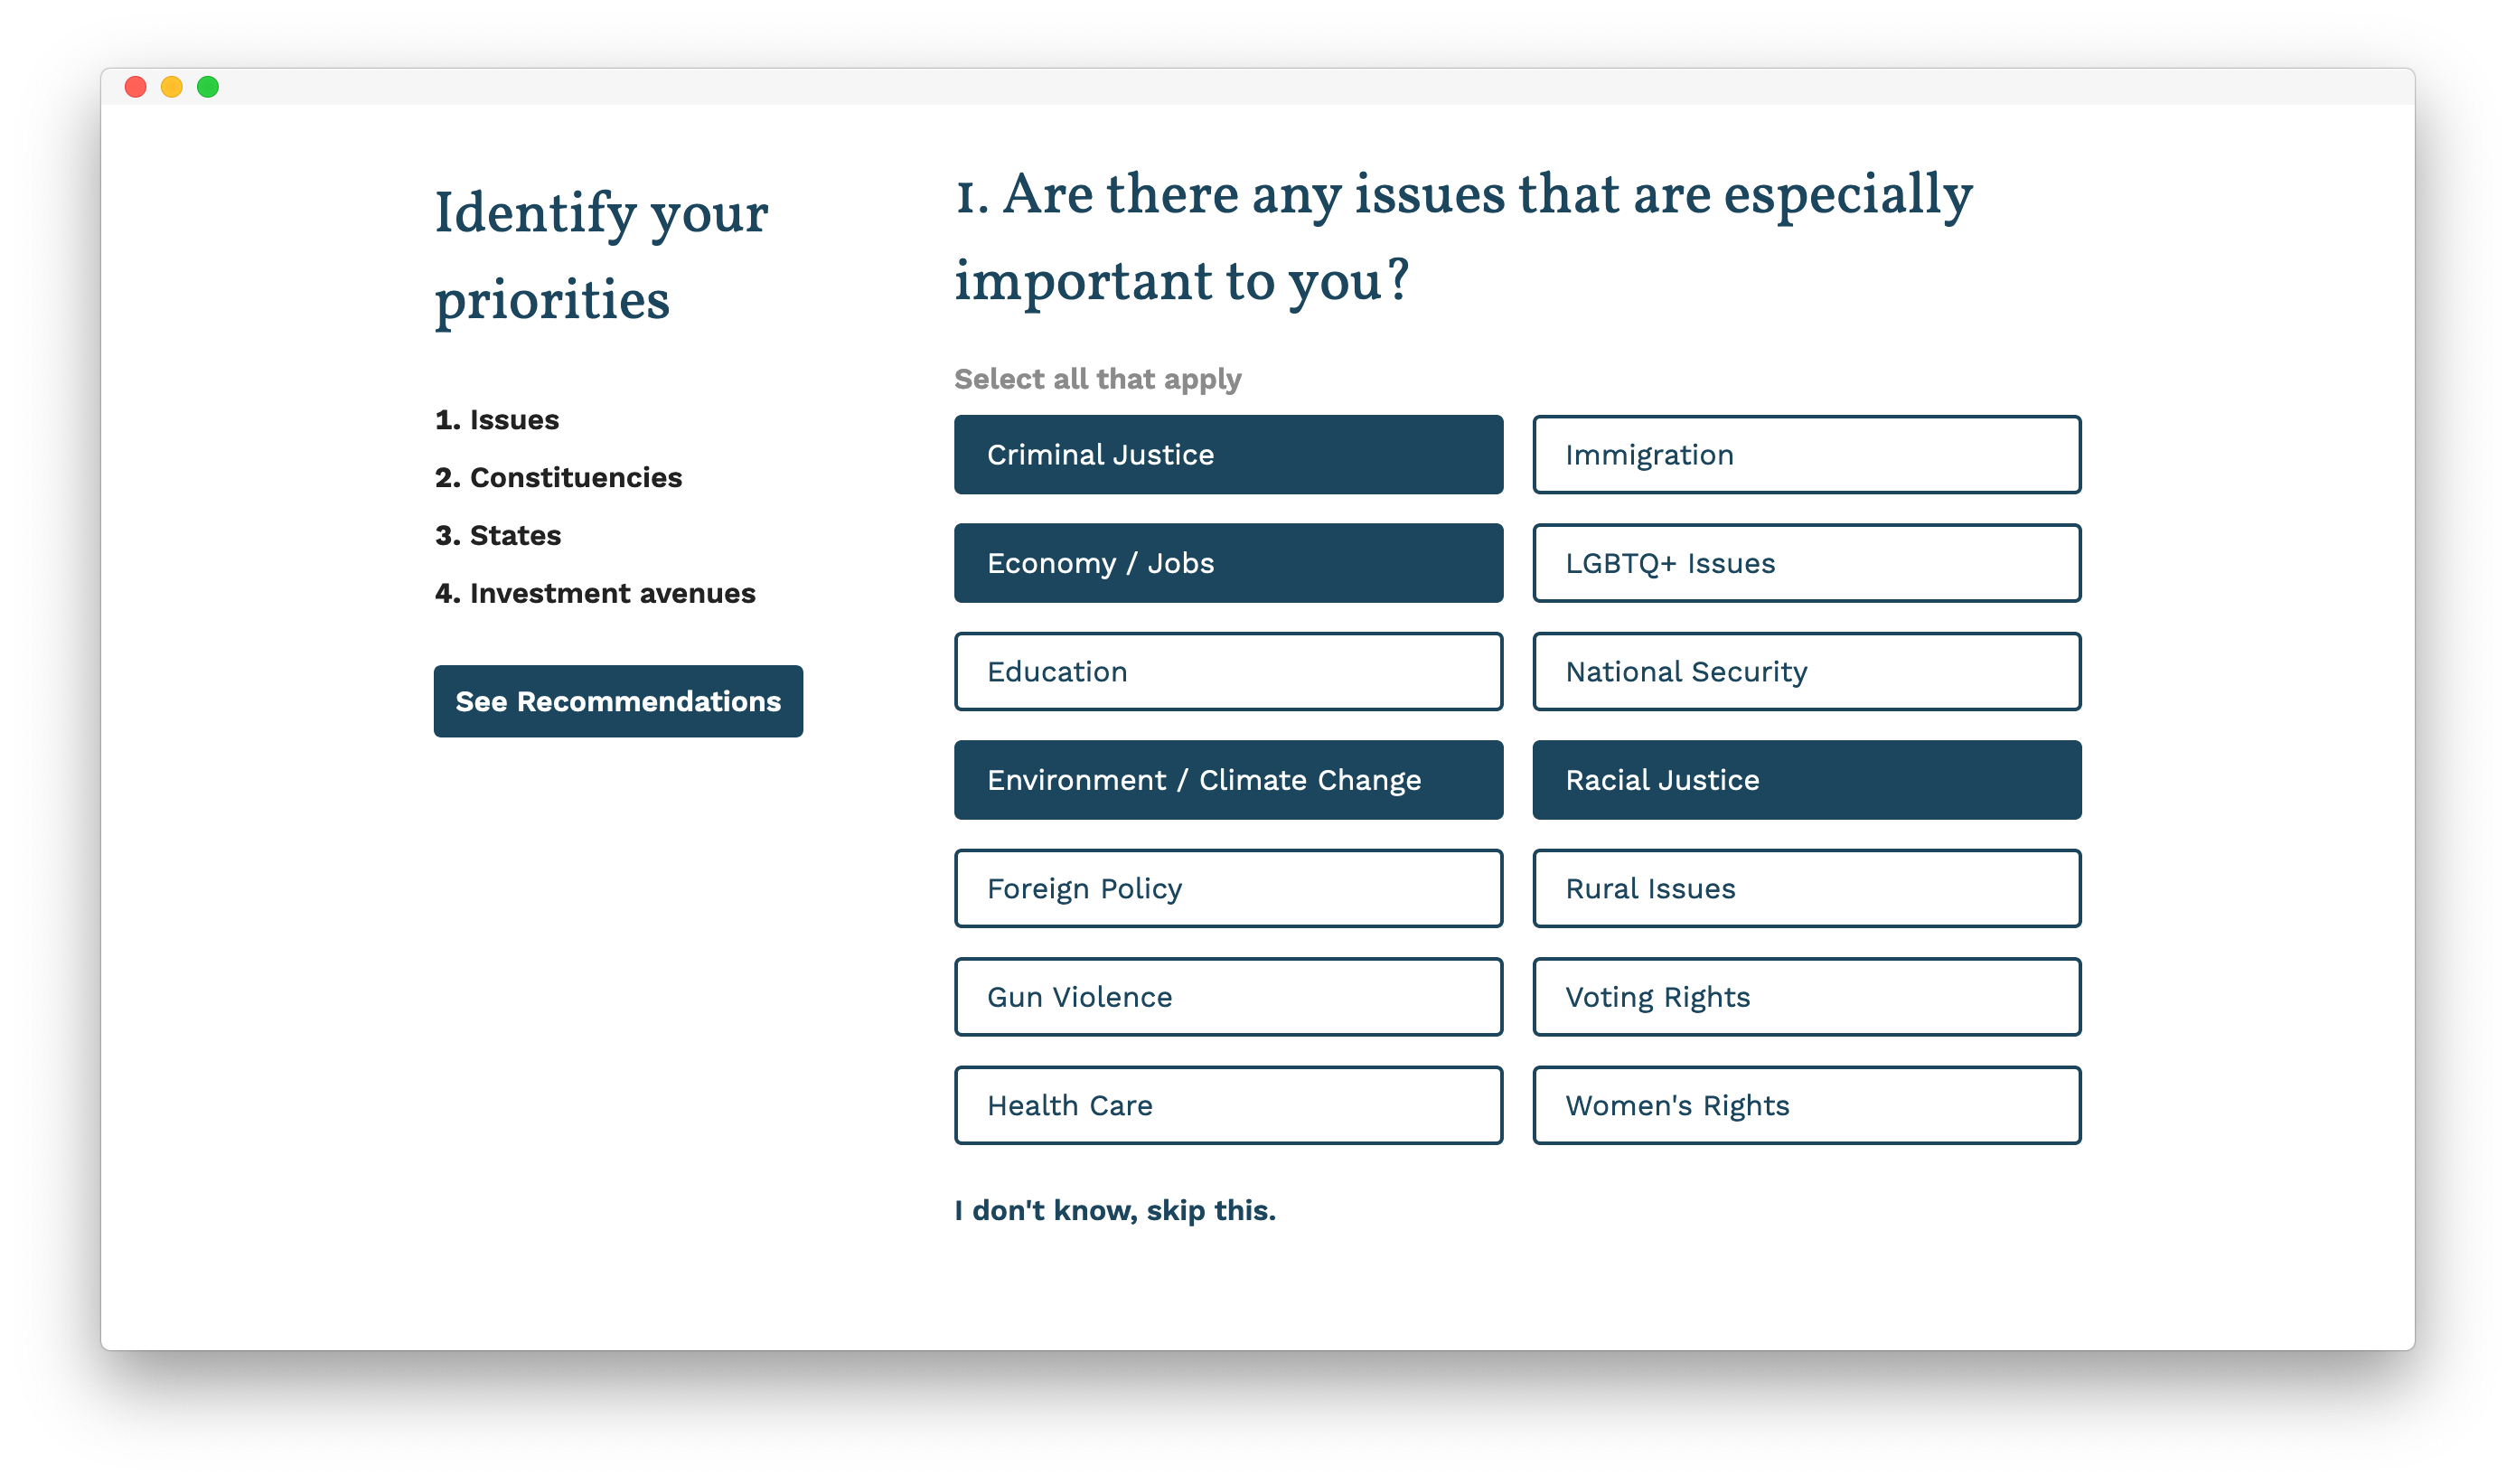 Identify your
priorities
1. Issues
2. Constituencies
3. States
4. Investment avenues
See Recommendations
1. Are there any issues that are especially
important to you?
Select all that apply
Criminal Justice
Immigration
Economy / Jobs
LGBTQ+ Issues
Education
National Security
Environment / Climate Change
Racial Justice
Foreign Policy
Rural Issues
Gun Violence
Voting Rights
Health Care
Women's Rights
I don't know, skip this.